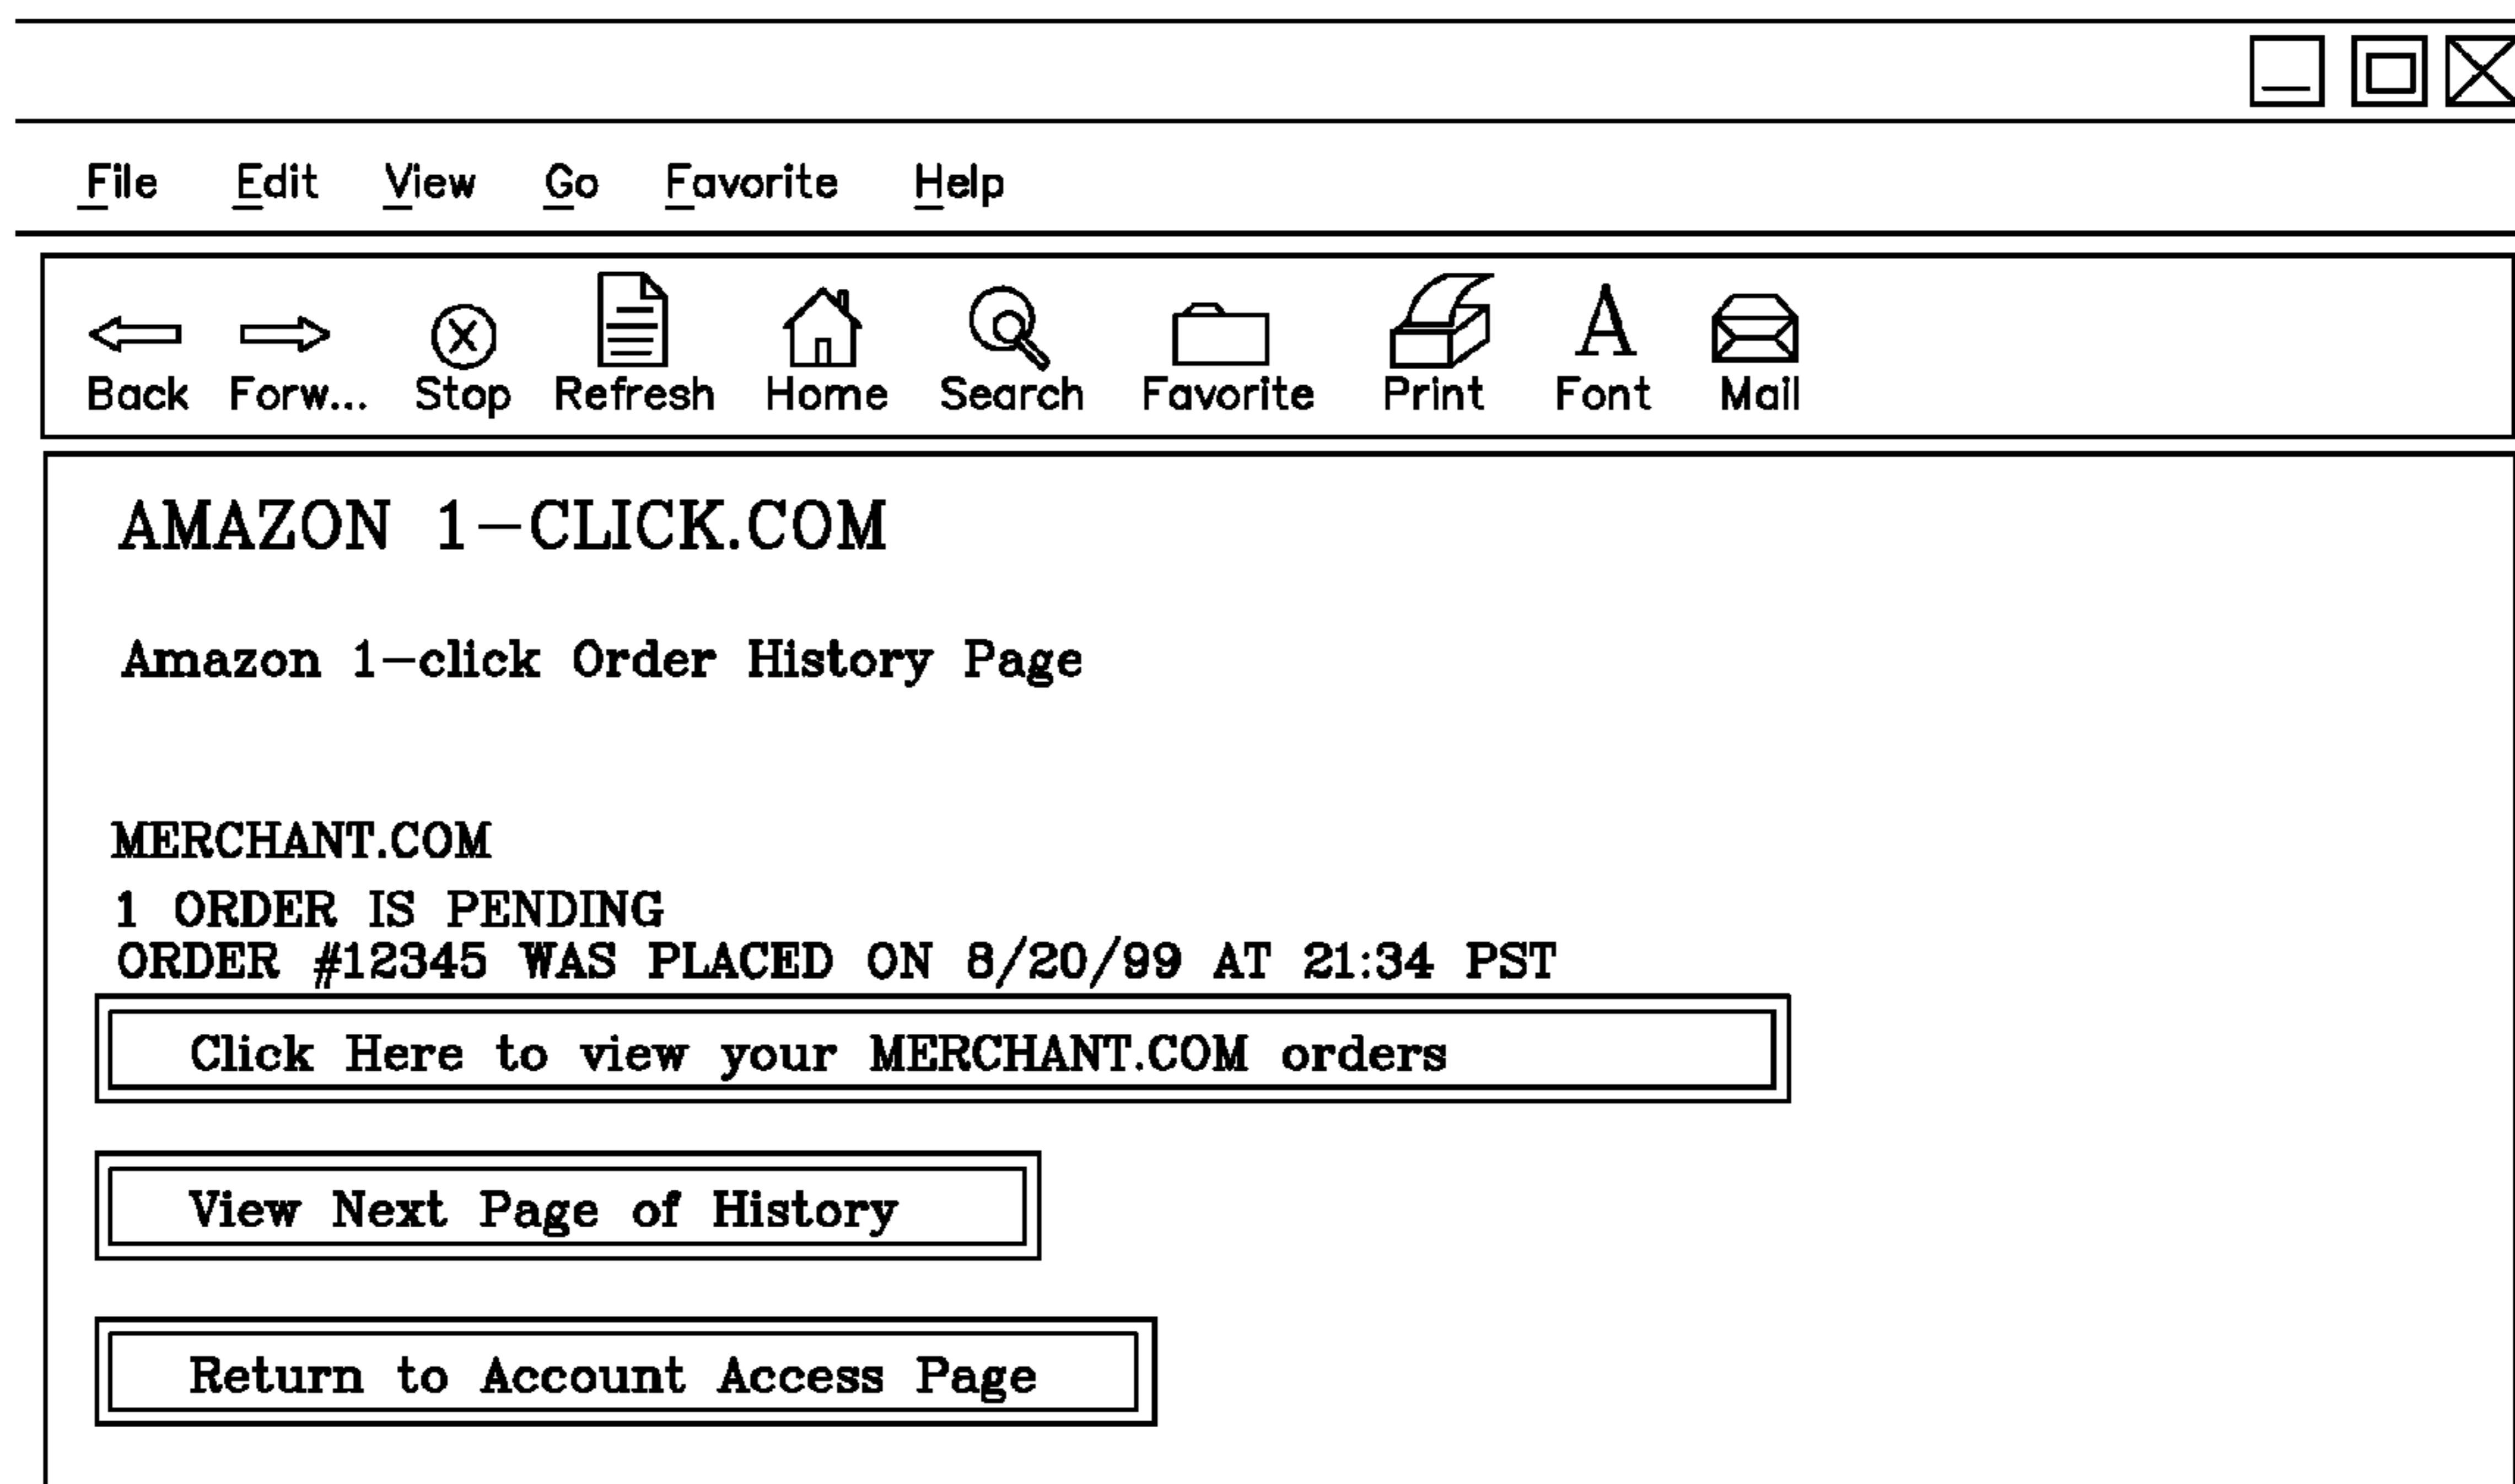 File Edit View Go Favorite Help
Back Forw... Stop Refresh Home Search Favorite Print Font Mail
AMAZON 1-CLICK.COM
Amazon 1-click Order History Page
MERCHANT.COM
1 ORDER IS PENDING
ORDER #12345 WAS PLACED ON 8/20/99 AT 21:34 PST
Click Here to view your MERCHANT.COM orders
View Next Page of History
Return to Account Access Page